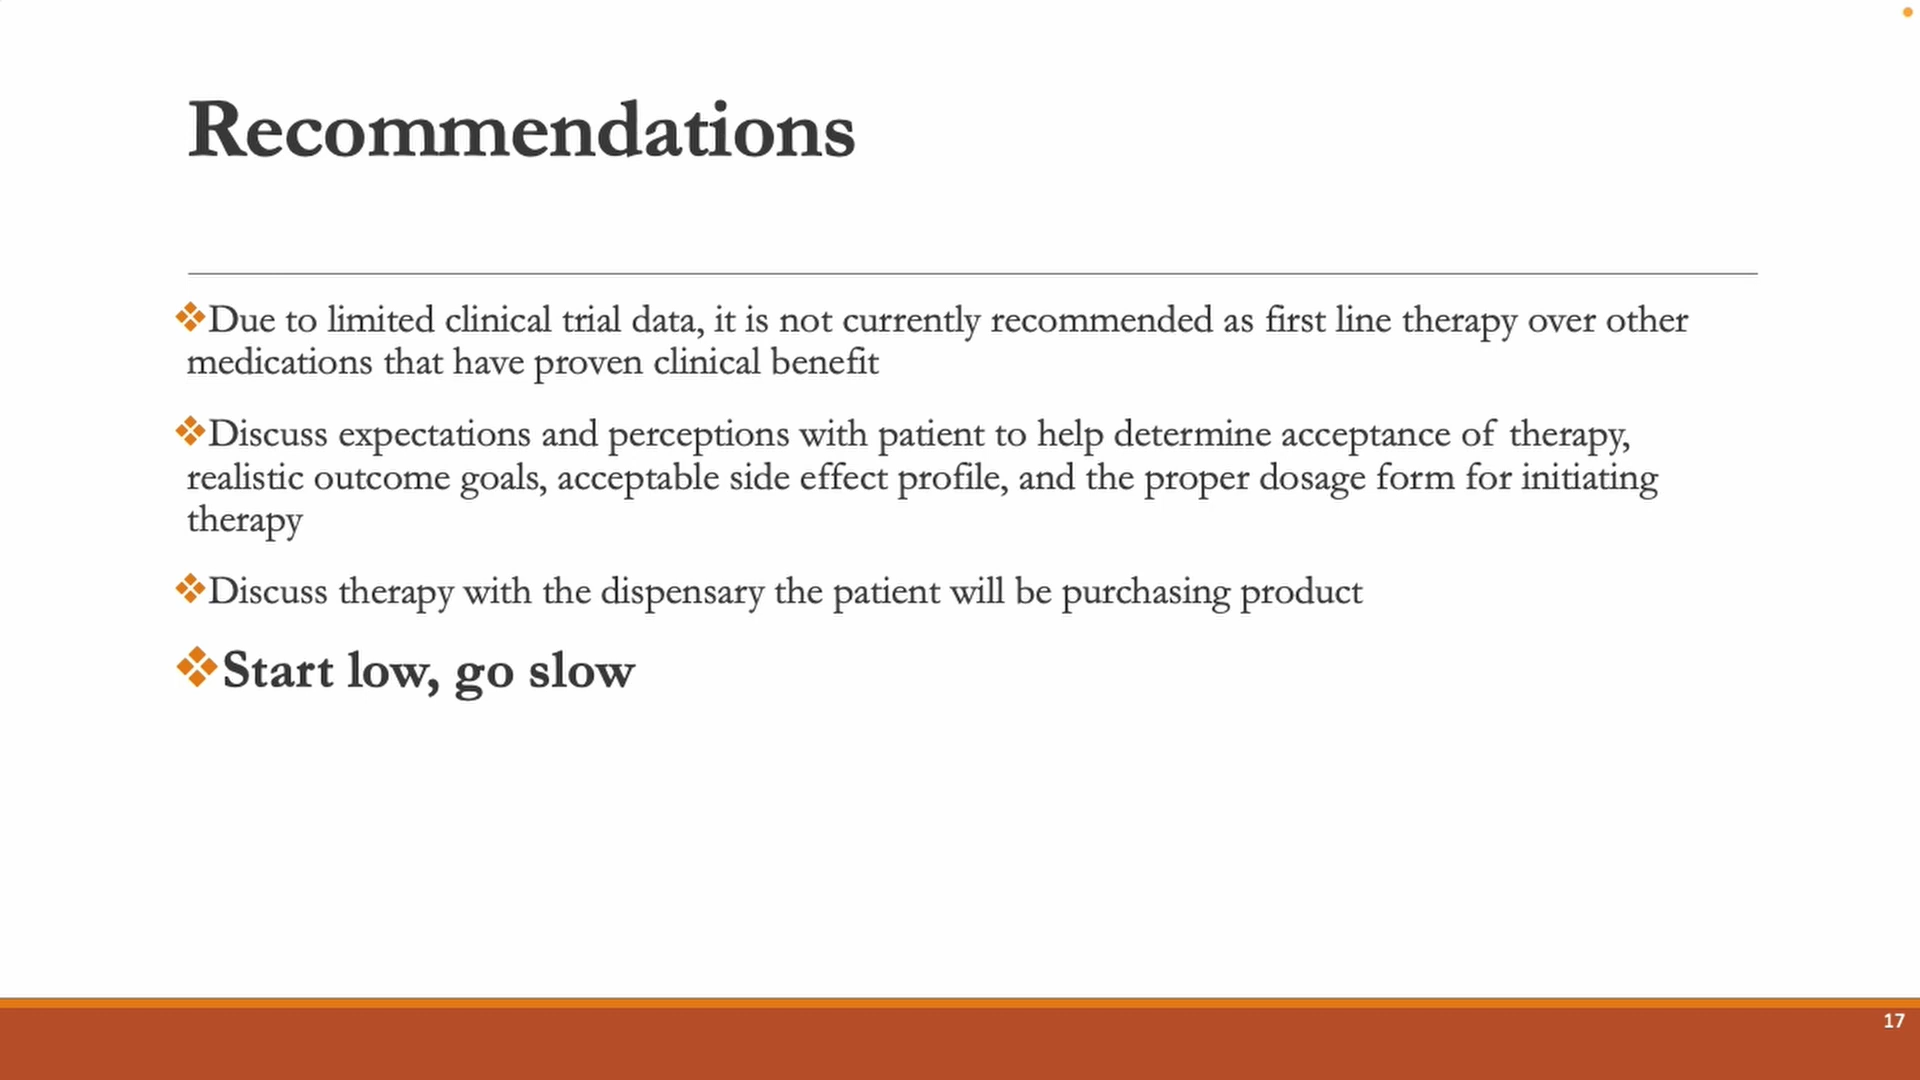 Recommendations
❖Due to limited clinical trial data, it is not currently recommended as first line therapy over other
medications that have proven clinical benefit
❖Discuss expectations and perceptions with patient to help determine acceptance of therapy,
realistic outcome goals, acceptable side effect profile, and the proper dosage form for initiating
therapy
❖Discuss therapy with the dispensary the patient will be purchasing product
❖Start low, go slow
17